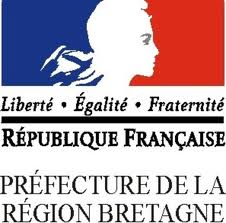 Liberté • Égalité • Fraternité
RÉPUBLIQUE FRANÇAISE
PRÉFECTURE DE LA
RÉGION BRETAGNE